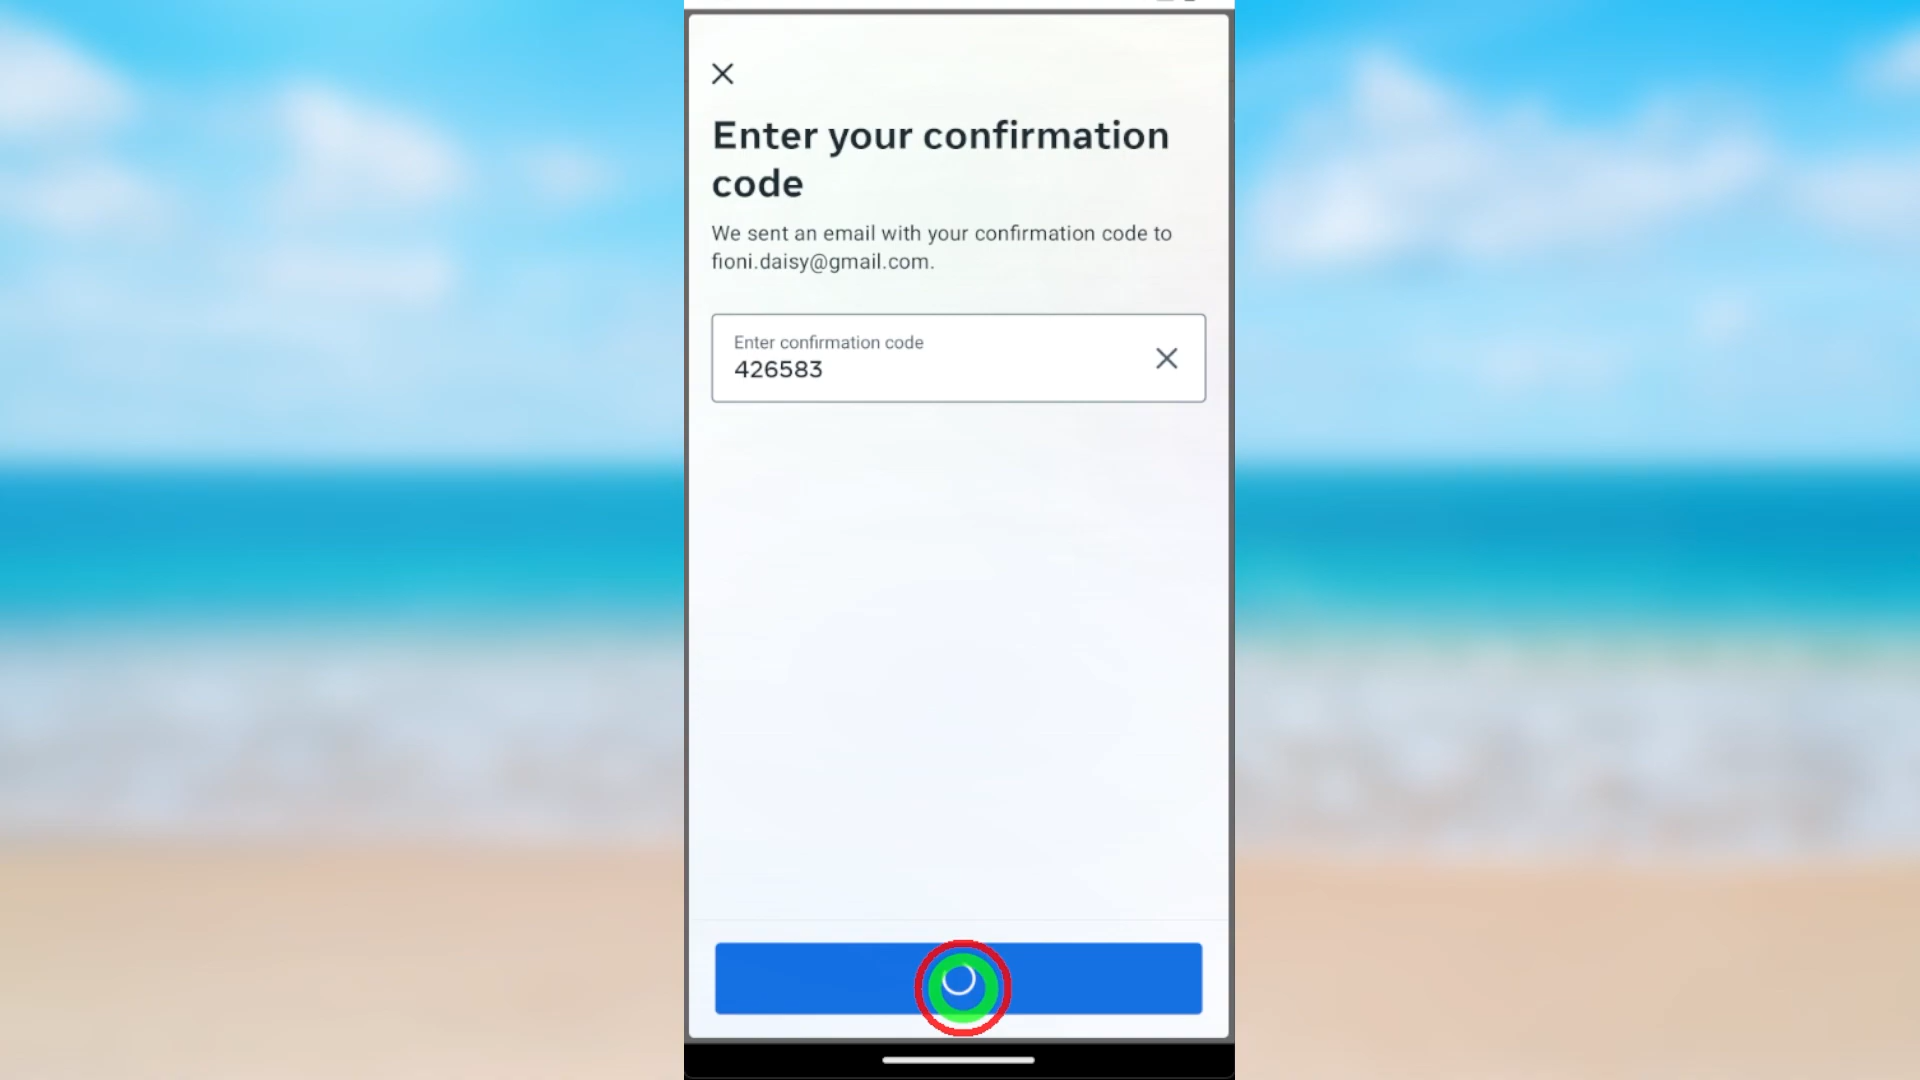 Enter your confirmation
code
We sent an email with your confirmation code to
fioni.daisy@gmail.com.
Enter confirmation code
426583